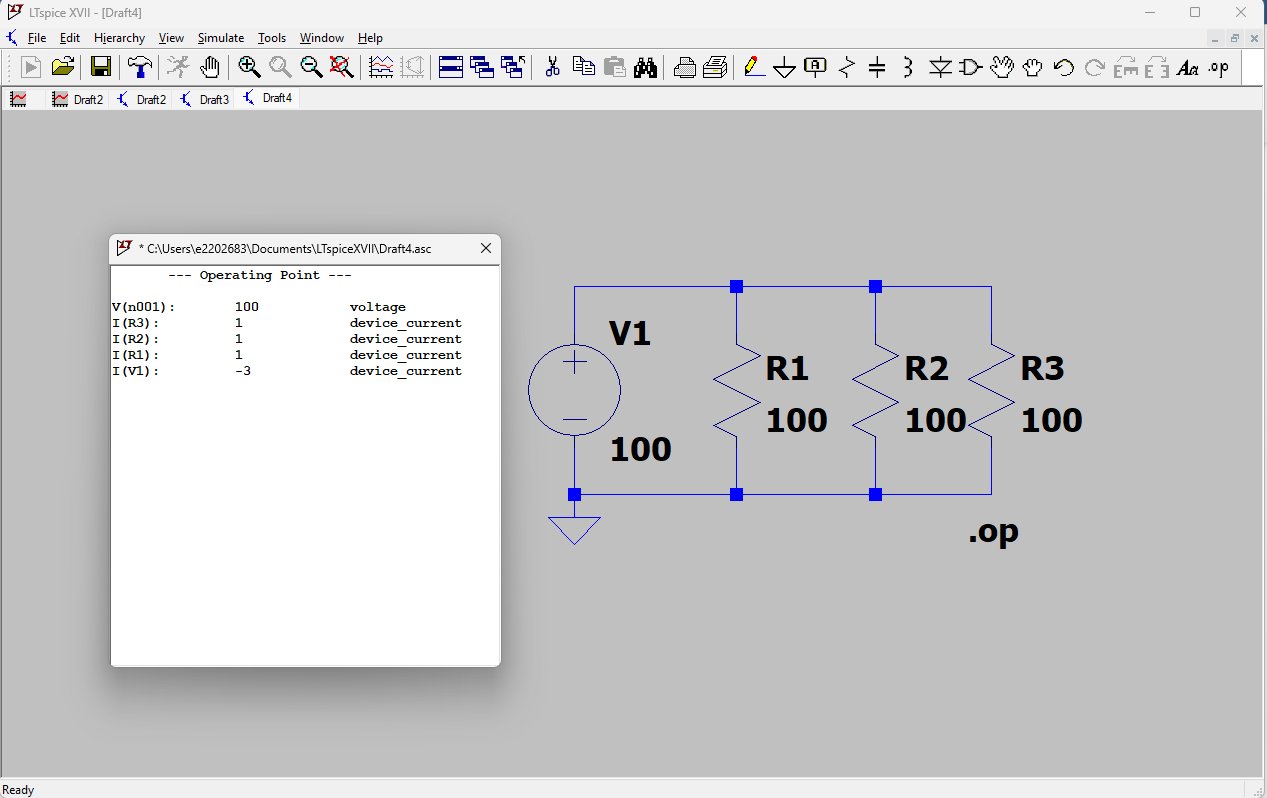 LTspice XVII - [Draft4]
File Edit Hierarchy View Simulate Tools Window Help
A Aa .op
Draft2 Draft2 Draft3 Draft4
* C:\Users\e2202683\Documents\LTspiceXVII\Draft4.asc
--- Operating Point ---
V(n001): 100 voltage
I(R3): 1 device_current
I(R2): 1 device_current
I(R1): 1 device_current
I(V1): -3 device_current
V1
100
R1
100
R2
100
R3
100
.op
Ready